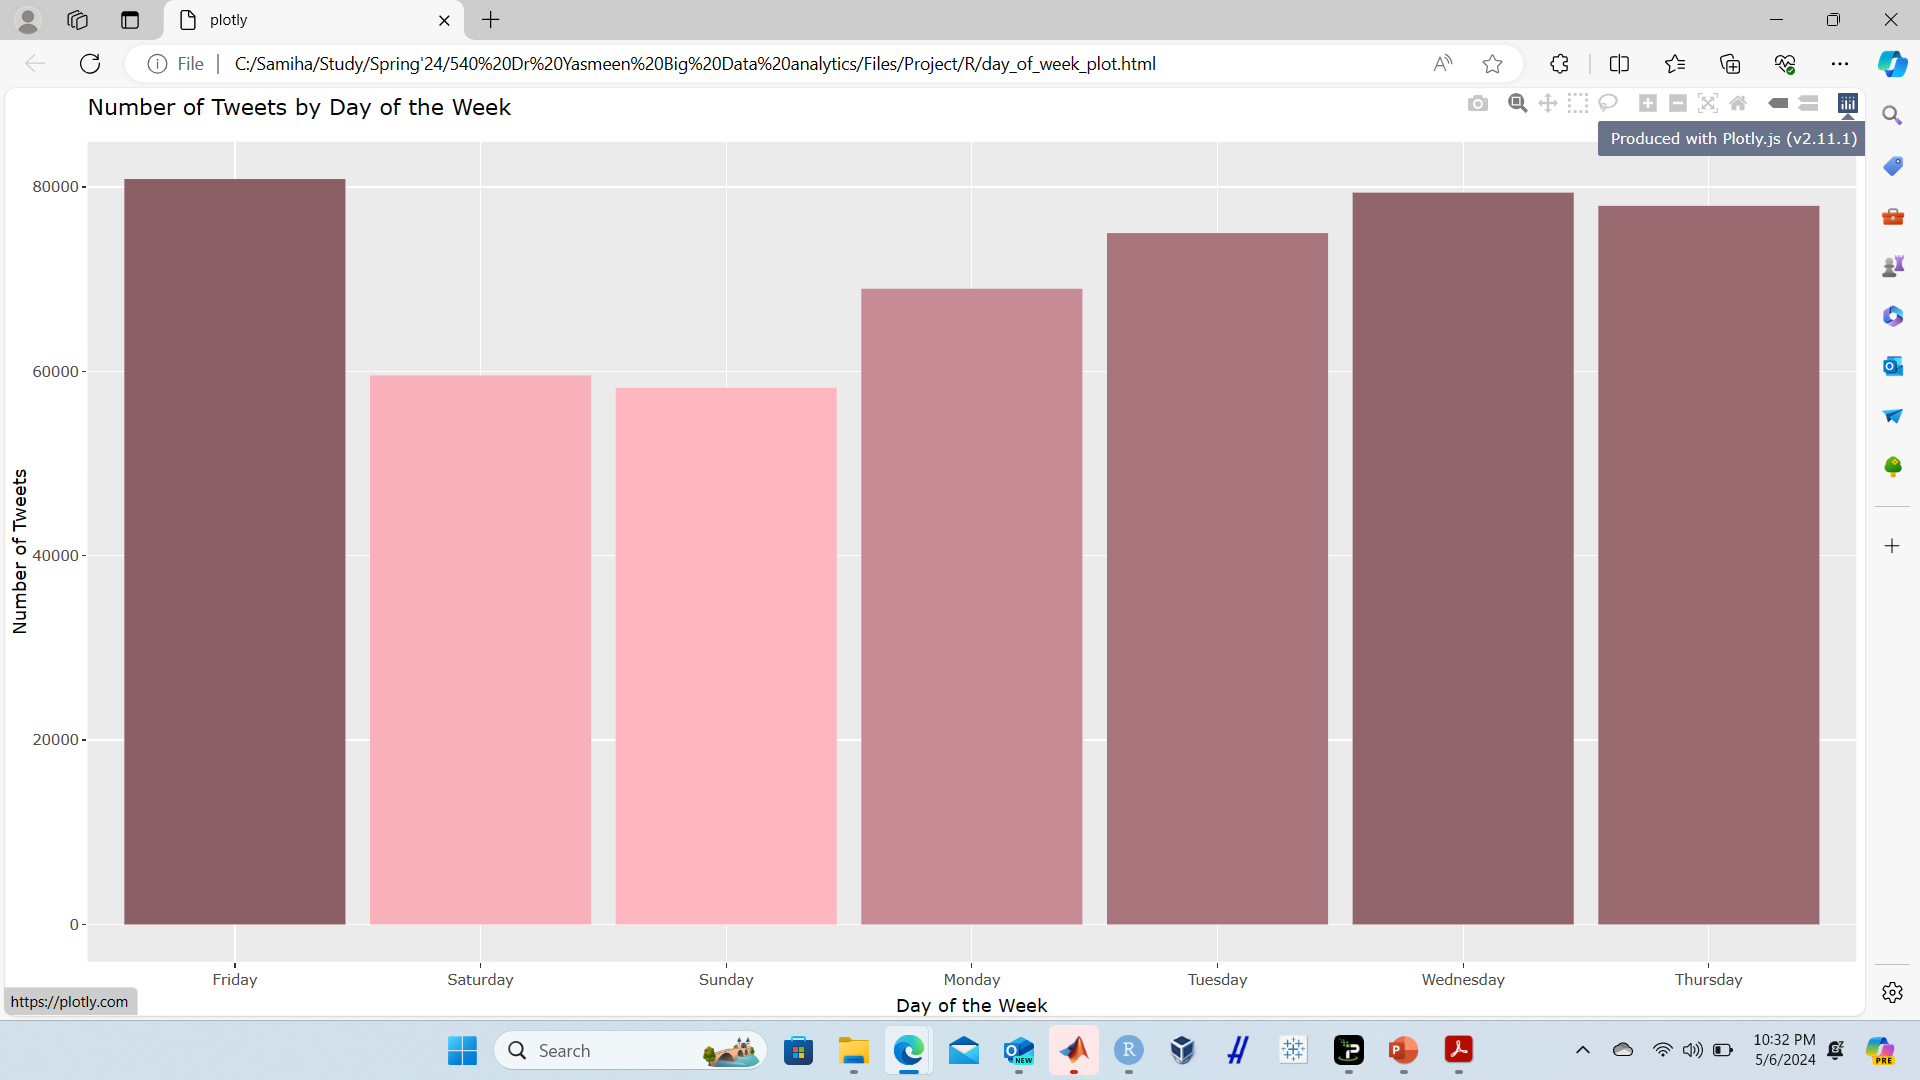 plotly
File
C:/Samiha/Study/Spring'24/540%20Dr%20Yasmeen%20Big%20Data%20analytics/Files/Project/R/day_of_week_plot.html
Number of Tweets by Day of the Week
Produced with Plotly.js (v2.11.1)
80000
60000
40000
20000
0
Number of Tweets
Friday
Saturday
Sunday
Monday
Tuesday
Wednesday
Thursday
Day of the Week
https://plotly.com
Search
NEW
R
P
10:32 PM
5/6/2024
PRE